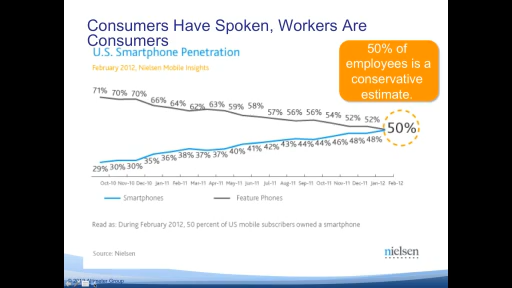 Consumers Have Spoken, Workers Are
Consumers
U.S. Smartphone Penetration
February 2012, Nielsen Mobile Insights
50% of
employees is a
conservative
estimate.
71% 70% 70% 66% 64% 62% 63% 59% 58% 57% 56% 56% 54% 52% 52%
50%
29% 30% 30% 35% 36% 38% 37% 37% 40% 41% 42% 43% 44% 44% 46% 48%
Oct-10 Nov-10 Dec-10 Jan-11 Feb-11 Mar-11 Apr-11 May-11 Jun-11 Jul-11 Aug-11 Sep-11 Oct-11 Nov-11 Dec-11 Jan-12 Feb-12
Smartphones Feature Phones
Read as: During February 2012, 50 percent of US mobile subscribers owned a smartphone
Source: Nielsen
nielsen
Group